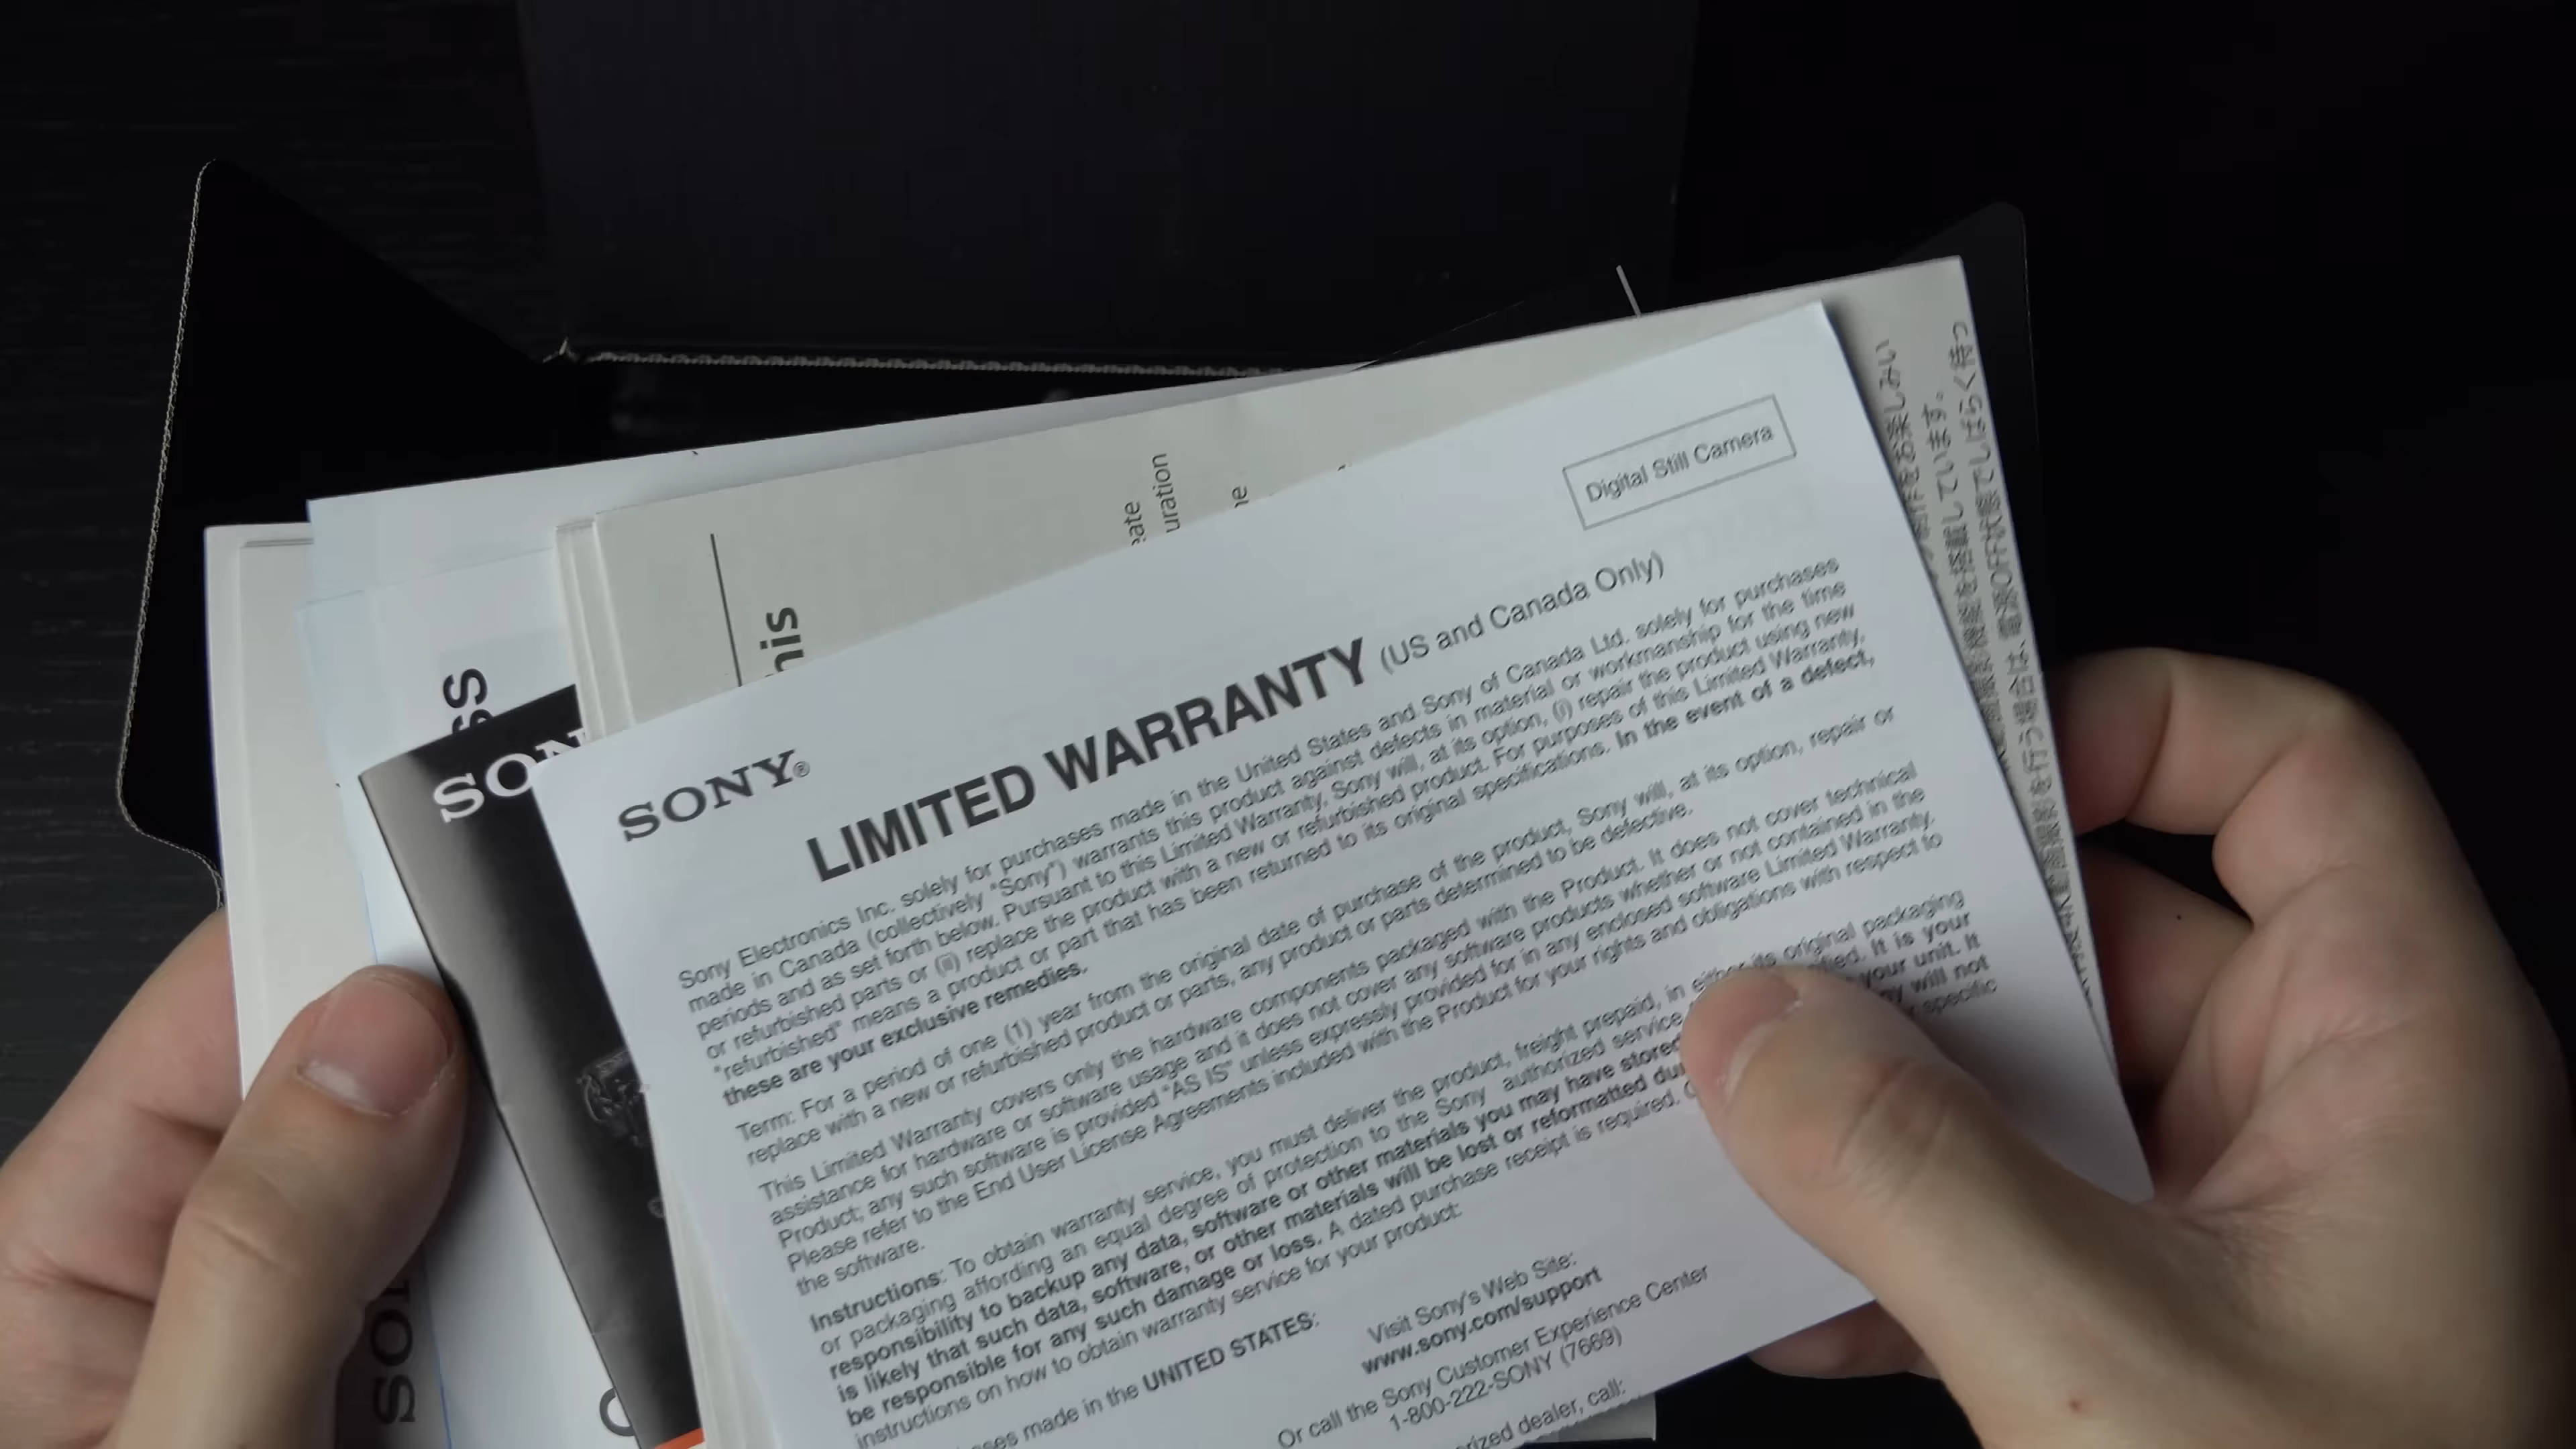 SONY®
Digital Still Camera
LIMITED WARRANTY (US and Canada Only)
Sony Electronics Inc. solely for purchases made in the United States and Sony of Canada Ltd. solely for purchases
made in Canada (collectively "Sony") warrants this product against defects in material or workmanship for the time
periods and as set forth below. Pursuant to this Limited Warranty, Sony will, at its option, (i) repair the product using new
or refurbished parts or (ii) replace the product with a new or refurbished product. For purposes of this Limited Warranty,
"refurbished" means a product or part that has been returned to its original specifications. In the event of a defect,
these are your exclusive remedies.
Term: For a period of one (1) year from the original date of purchase of the product, Sony will, at its option, repair or
replace with a new or refurbished product or parts, any product or parts determined to be defective.
This Limited Warranty covers only the hardware components packaged with the Product. It does not cover technical
assistance for hardware or software usage and it does not cover any software products whether or not contained in the
Product; any such software is provided "AS IS" unless expressly provided for in any enclosed software Limited Warranty.
Please refer to the End User License Agreements included with the Product for your rights and obligations with respect to
the software.
Instructions: To obtain warranty service, you must deliver the product, freight prepaid, in either its original packaging
or packaging affording an equal degree of protection to the Sony authorized service It is your
responsibility to backup any data, software or other materials you may have stored your unit. It
is likely that such data, software, or other materials will be lost or reformatted will not
be responsible for any such damage or loss. A dated purchase receipt is required. specific
instructions on how to obtain warranty service for your product:
made in the UNITED STATES:
Visit Sony's Web Site:
www.sony.com/support
Or call the Sony Customer Experience Center
1-800-222-SONY (7669)
dealer, call:
SON